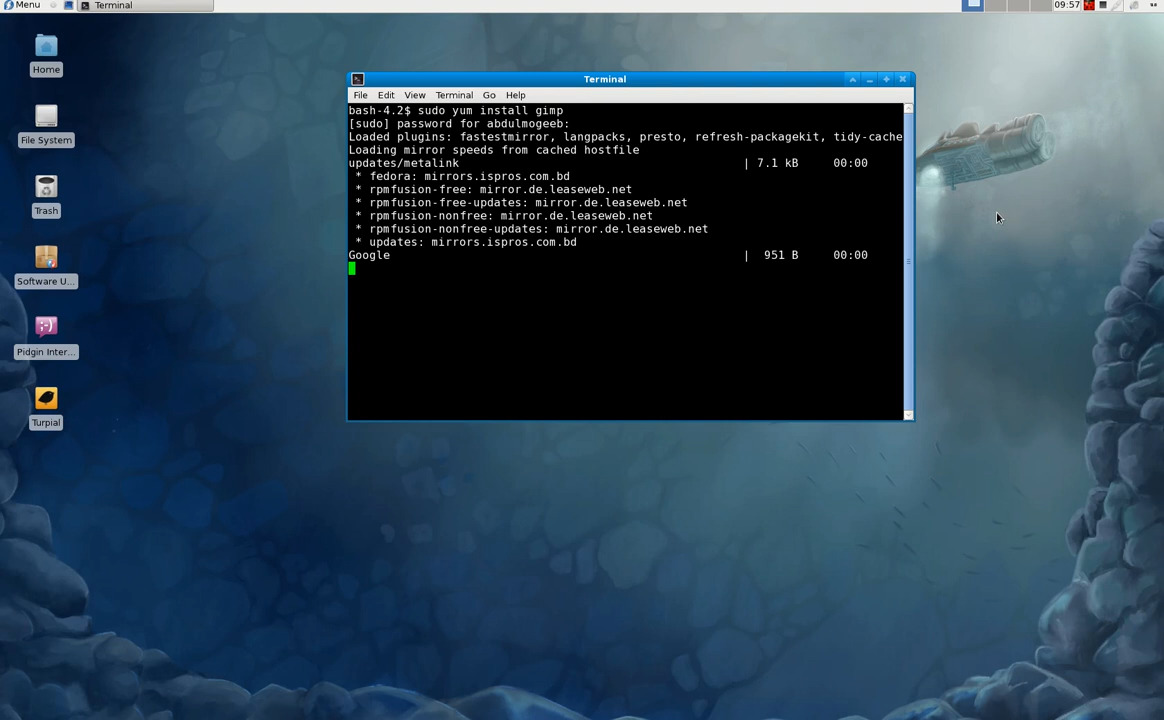 Menu Terminal 09:57
Home
File System
Trash
Software U...
Pidgin Inter...
Turpial
Terminal
File Edit View Terminal Go Help
bash-4.2$ sudo yum install gimp
[sudo] password for abdulmogeeb:
Loaded plugins: fastestmirror, langpacks, presto, refresh-packagekit, tidy-cache
Loading mirror speeds from cached hostfile
updates/metalink | 7.1 kB 00:00
* fedora: mirrors.ispros.com.bd
* rpmfusion-free: mirror.de.leaseweb.net
* rpmfusion-free-updates: mirror.de.leaseweb.net
* rpmfusion-nonfree: mirror.de.leaseweb.net
* rpmfusion-nonfree-updates: mirror.de.leaseweb.net
* updates: mirrors.ispros.com.bd
Google | 951 B 00:00